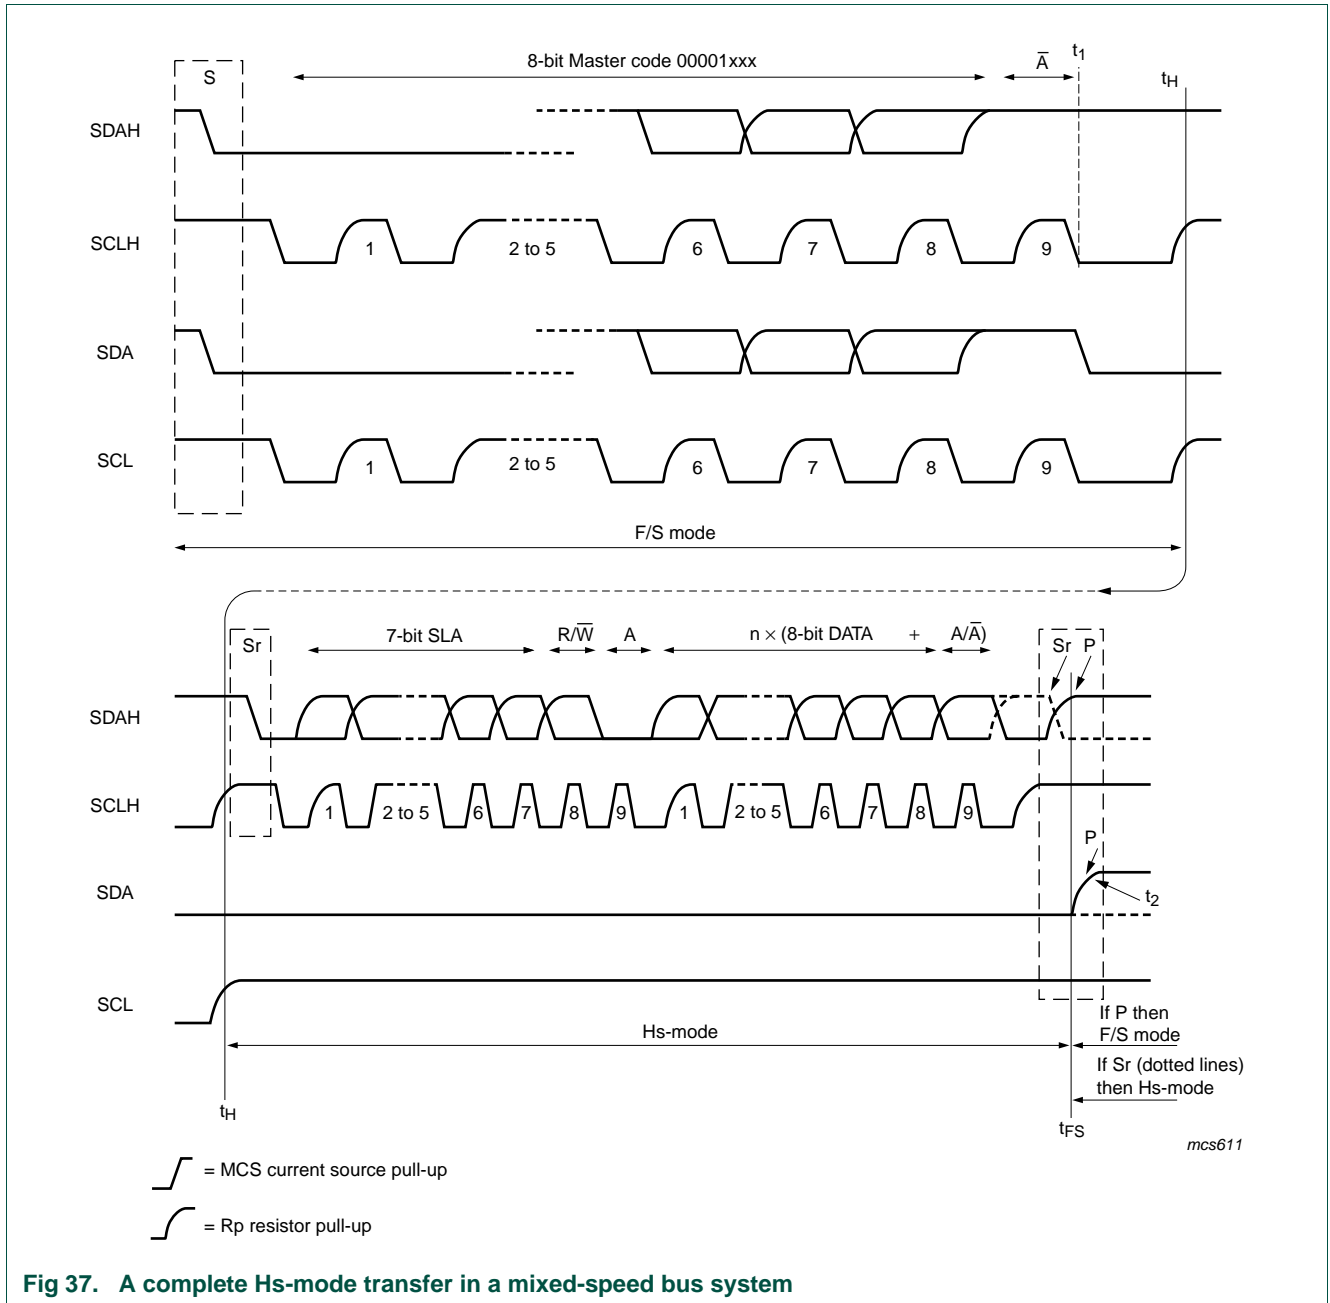 S
8-bit Master code 00001xxx
A̅
t1
tH
SDAH
SCLH
1
2 to 5
6
7
8
9
SDA
SCL
1
2 to 5
6
7
8
9
F/S mode
Sr
7-bit SLA
R/W̅
A
n × (8-bit DATA + A/A̅)
Sr P
SDAH
SCLH
1
2 to 5
6
7
8
9
1
2 to 5
6
7
8
9
P
SDA
t2
SCL
If P then
F/S mode
Hs-mode
If Sr (dotted lines)
then Hs-mode
tH
tFS
mcs611
= MCS current source pull-up
= Rp resistor pull-up
Fig 37. A complete Hs-mode transfer in a mixed-speed bus system